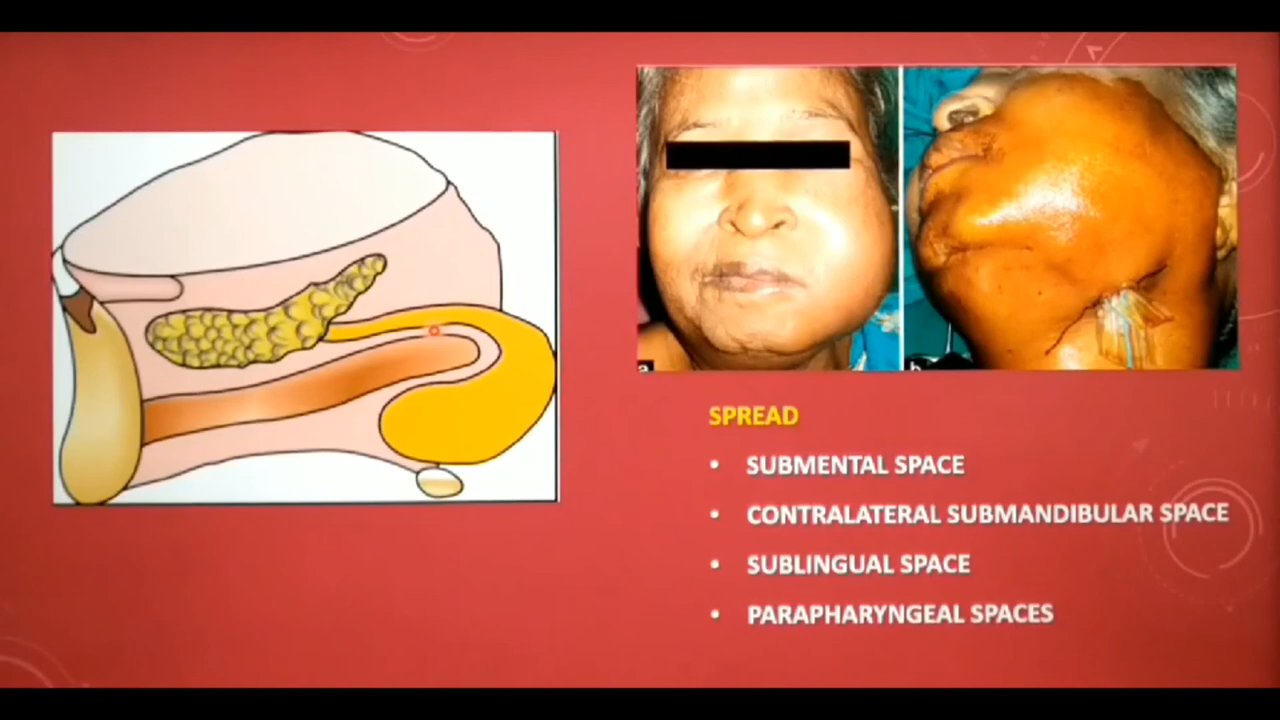 a
b
SPREAD
• SUBMENTAL SPACE
• CONTRALATERAL SUBMANDIBULAR SPACE
• SUBLINGUAL SPACE
• PARAPHARYNGEAL SPACES